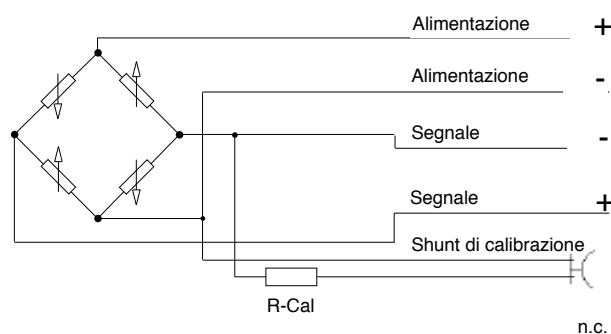 Alimentazione +
Alimentazione -
Segnale -
Segnale +
Shunt di calibrazione
R-Cal
n.c.